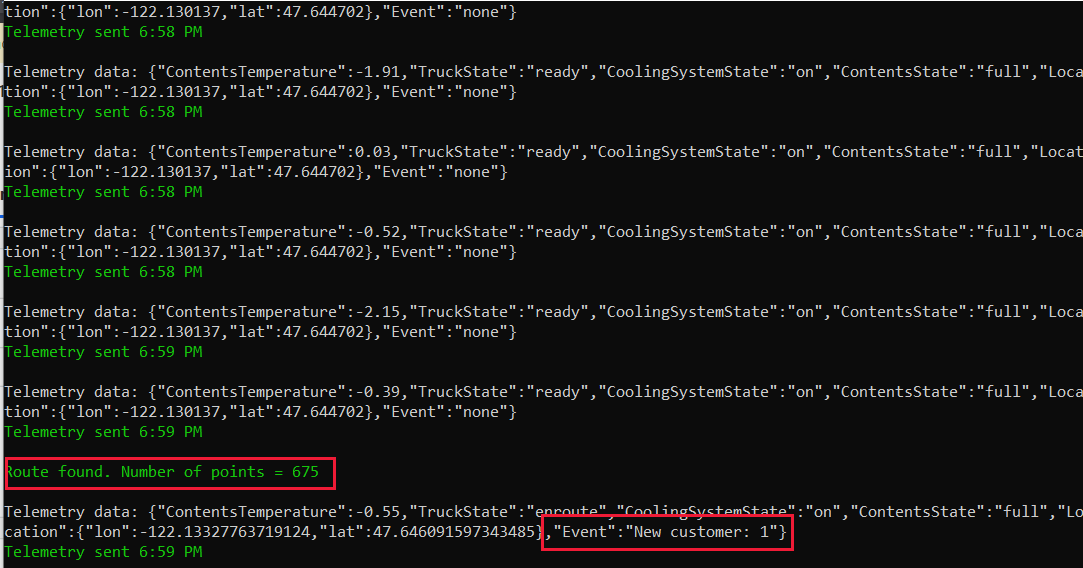 tion":{"lon":-122.130137,"lat":47.644702},"Event":"none"}
Telemetry sent 6:58 PM
Telemetry data: {"ContentsTemperature":-1.91,"TruckState":"ready","CoolingSystemState":"on","ContentsState":"full","Loca
tion":{"lon":-122.130137,"lat":47.644702},"Event":"none"}
Telemetry sent 6:58 PM
Telemetry data: {"ContentsTemperature":0.03,"TruckState":"ready","CoolingSystemState":"on","ContentsState":"full","Locat
ion":{"lon":-122.130137,"lat":47.644702},"Event":"none"}
Telemetry sent 6:58 PM
Telemetry data: {"ContentsTemperature":-0.52,"TruckState":"ready","CoolingSystemState":"on","ContentsState":"full","Loca
tion":{"lon":-122.130137,"lat":47.644702},"Event":"none"}
Telemetry sent 6:58 PM
Telemetry data: {"ContentsTemperature":-2.15,"TruckState":"ready","CoolingSystemState":"on","ContentsState":"full","Loca
tion":{"lon":-122.130137,"lat":47.644702},"Event":"none"}
Telemetry sent 6:59 PM
Telemetry data: {"ContentsTemperature":-0.39,"TruckState":"ready","CoolingSystemState":"on","ContentsState":"full","Loca
tion":{"lon":-122.130137,"lat":47.644702},"Event":"none"}
Telemetry sent 6:59 PM
Route found. Number of points = 675
Telemetry data: {"ContentsTemperature":-0.55,"TruckState":"enroute","CoolingSystemState":"on","ContentsState":"full","Lo
cation":{"lon":-122.13327763719124,"lat":47.646091597343485},"Event":"New customer: 1"}
Telemetry sent 6:59 PM